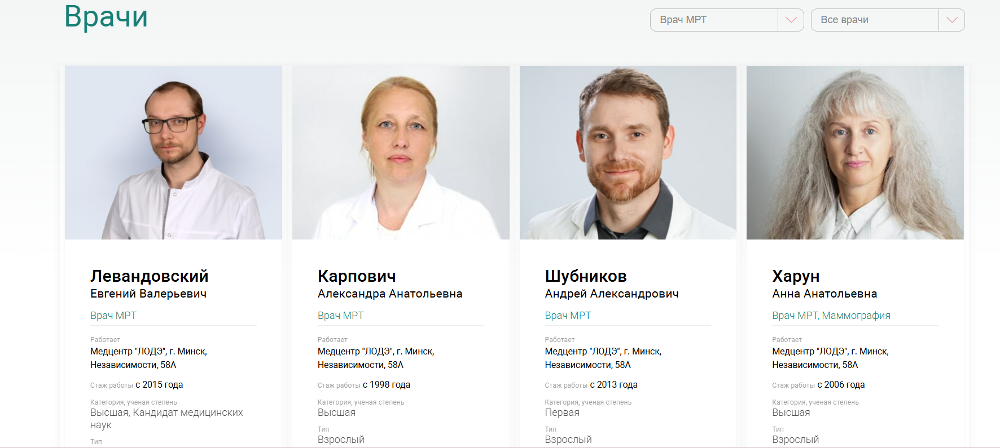 Врачи
Врач МРТ
Все врачи
Левандовский
Евгений Валерьевич
Врач МРТ
Работает
Медцентр "ЛОДЭ", г. Минск,
Независимости, 58А
Стаж работы с 2015 года
Категория, ученая степень
Высшая, Кандидат медицинских
наук
Тип
Карпович
Александра Анатольевна
Врач МРТ
Работает
Медцентр "ЛОДЭ", г. Минск,
Независимости, 58А
Стаж работы с 1998 года
Категория, ученая степень
Высшая
Тип
Взрослый
Шубников
Андрей Александрович
Врач МРТ
Работает
Медцентр "ЛОДЭ", г. Минск,
Независимости, 58А
Стаж работы с 2013 года
Категория, ученая степень
Первая
Тип
Взрослый
Харун
Анна Анатольевна
Врач МРТ, Маммография
Работает
Медцентр "ЛОДЭ", г. Минск,
Независимости, 58А
Стаж работы с 2006 года
Категория, ученая степень
Высшая
Тип
Взрослый